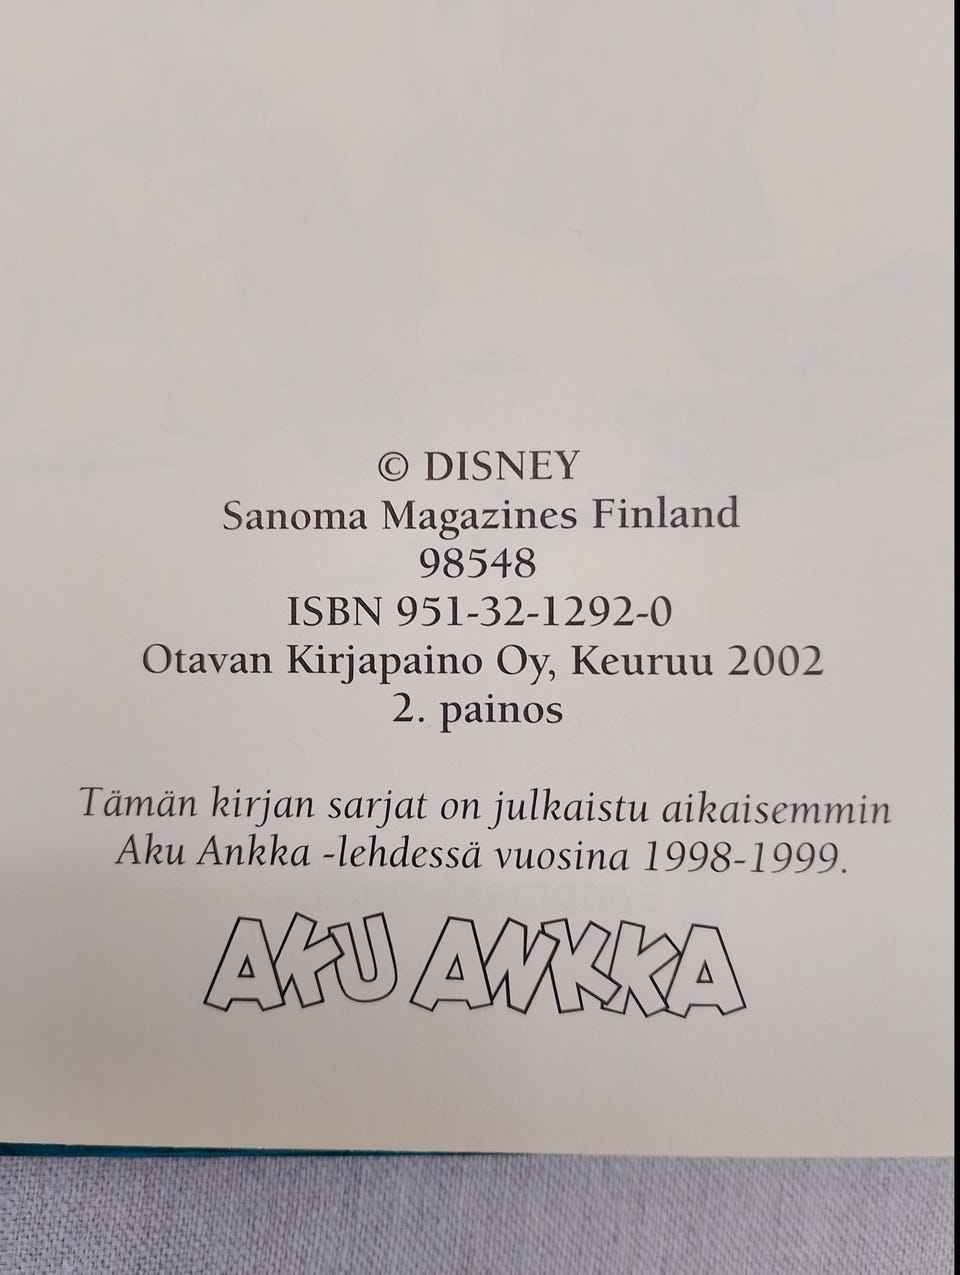 © DISNEY
Sanoma Magazines Finland
98548
ISBN 951-32-1292-0
Otavan Kirjapaino Oy, Keuruu 2002
2. painos
Tämän kirjan sarjat on julkaistu aikaisemmin
Aku Ankka -lehdessä vuosina 1998-1999.
AKU ANKKA